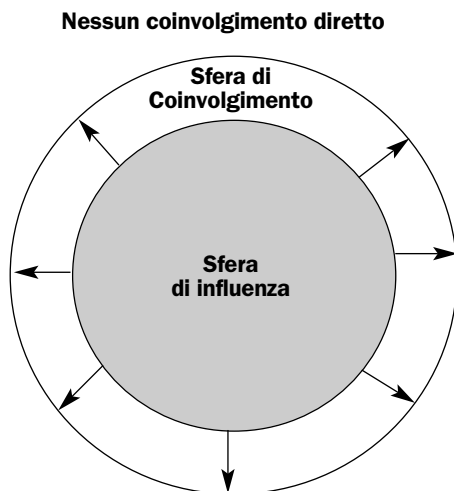 Nessun coinvolgimento diretto
Sfera di
Coinvolgimento
Sfera
di influenza